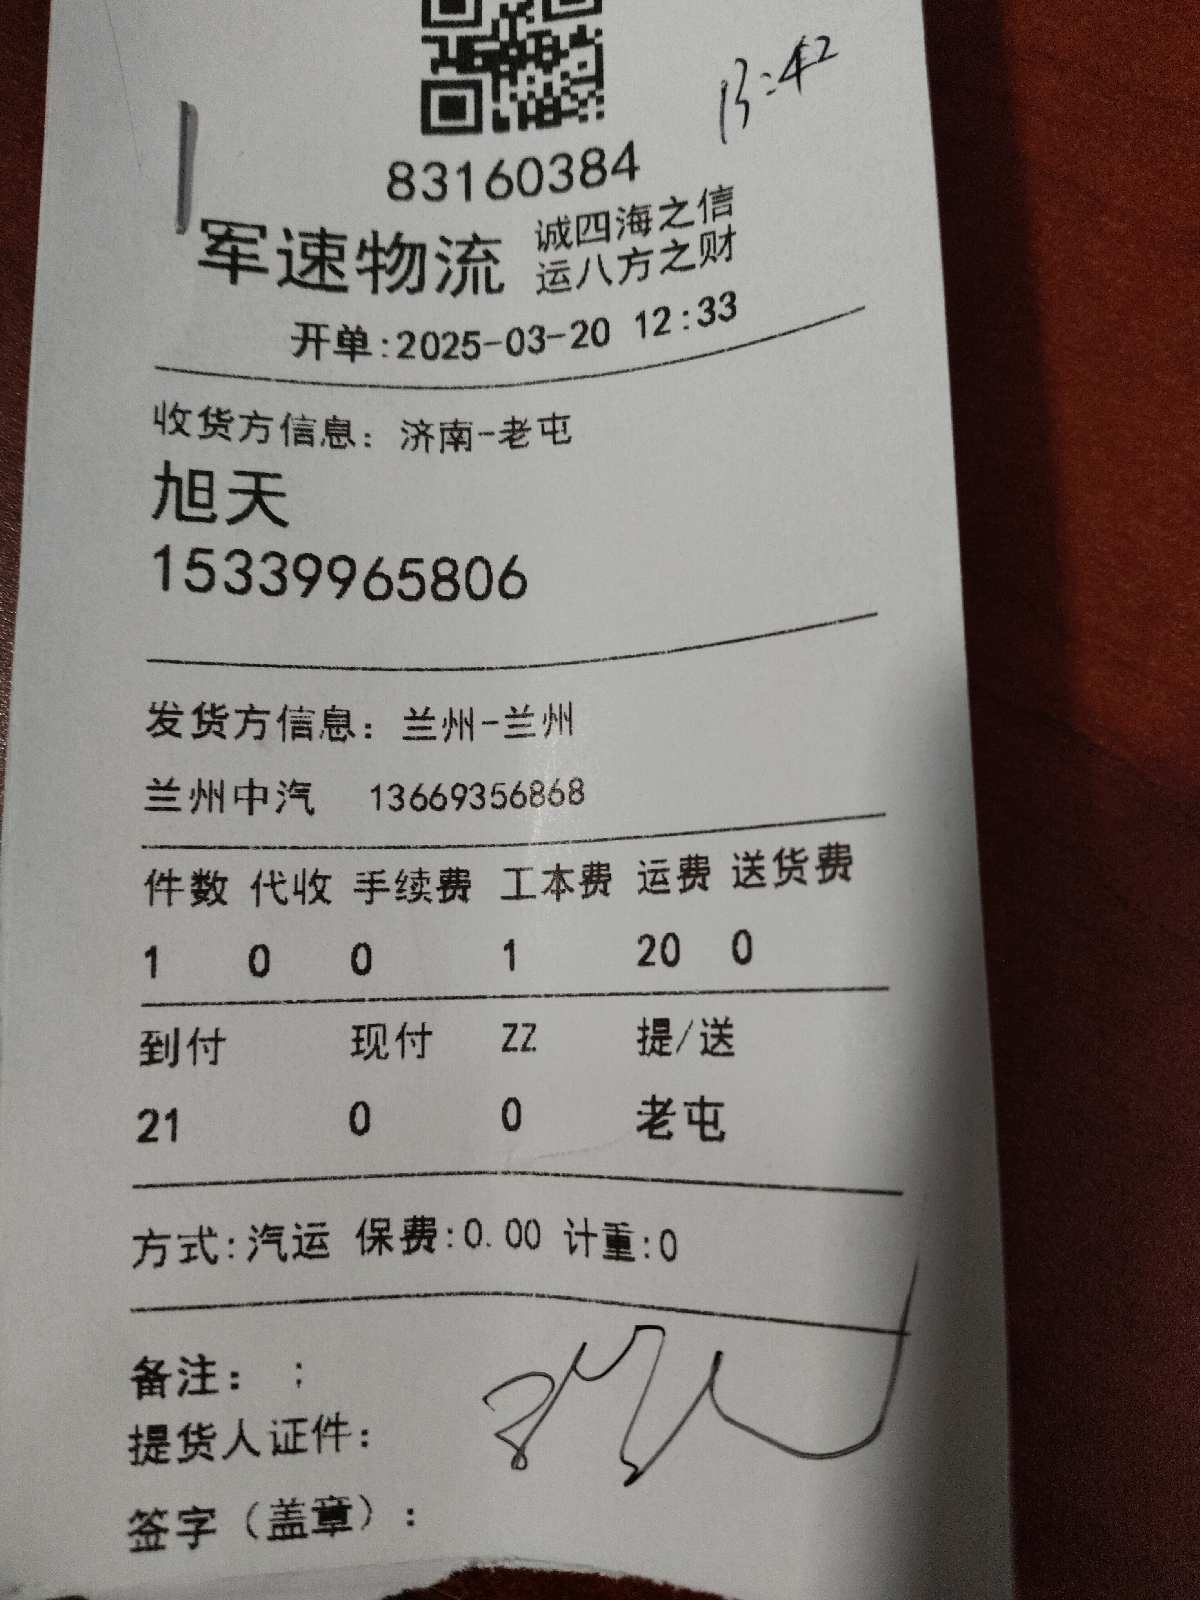 13:42
83160384
军速物流 诚四海之信
运八方之财
开单:2025-03-20 12:33
收货方信息: 济南-老屯
旭天
15339965806
发货方信息: 兰州-兰州
兰州中汽 13669356868
件数 代收 手续费 工本费 运费 送货费
1 0 0 1 20 0
到付 现付 ZZ 提/送
21 0 0 老屯
方式:汽运 保费:0.00 计重:0
备注: ;
提货人证件:
签字（盖章）: